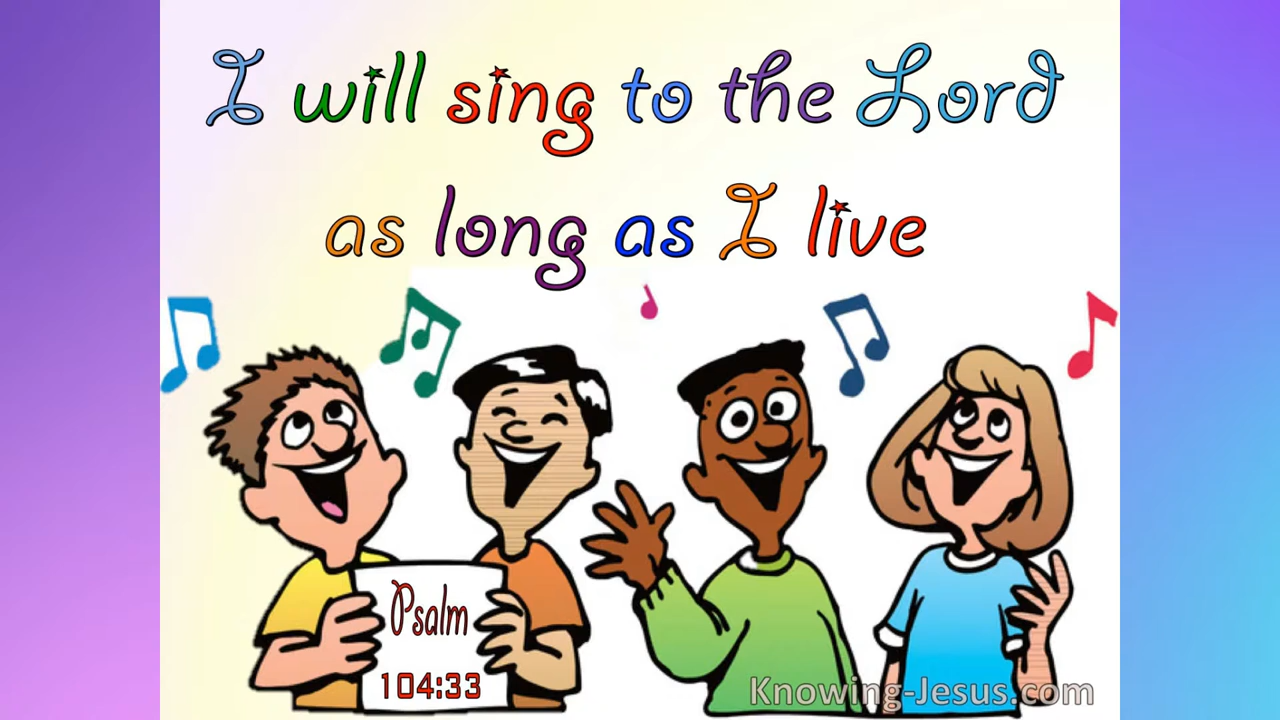 I will sing to the Lord
as long as I live
Psalm
104:33
Knowing-Jesus.com